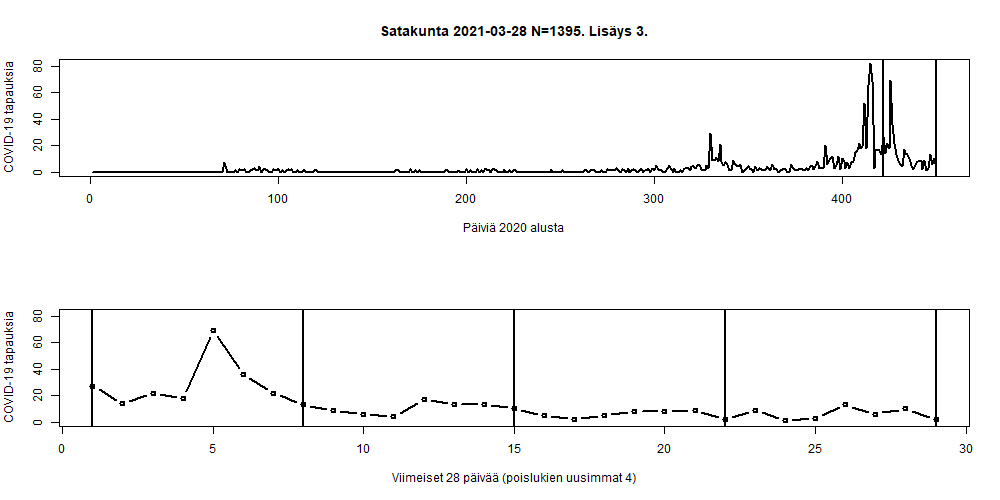 Satakunta 2021-03-28 N=1395. Lisäys 3.
COVID-19 tapauksia
80
60
40
20
0
0 100 200 300 400
Päiviä 2020 alusta
COVID-19 tapauksia
80
60
40
20
0
0 5 10 15 20 25 30
Viimeiset 28 päivää (poislukien uusimmat 4)